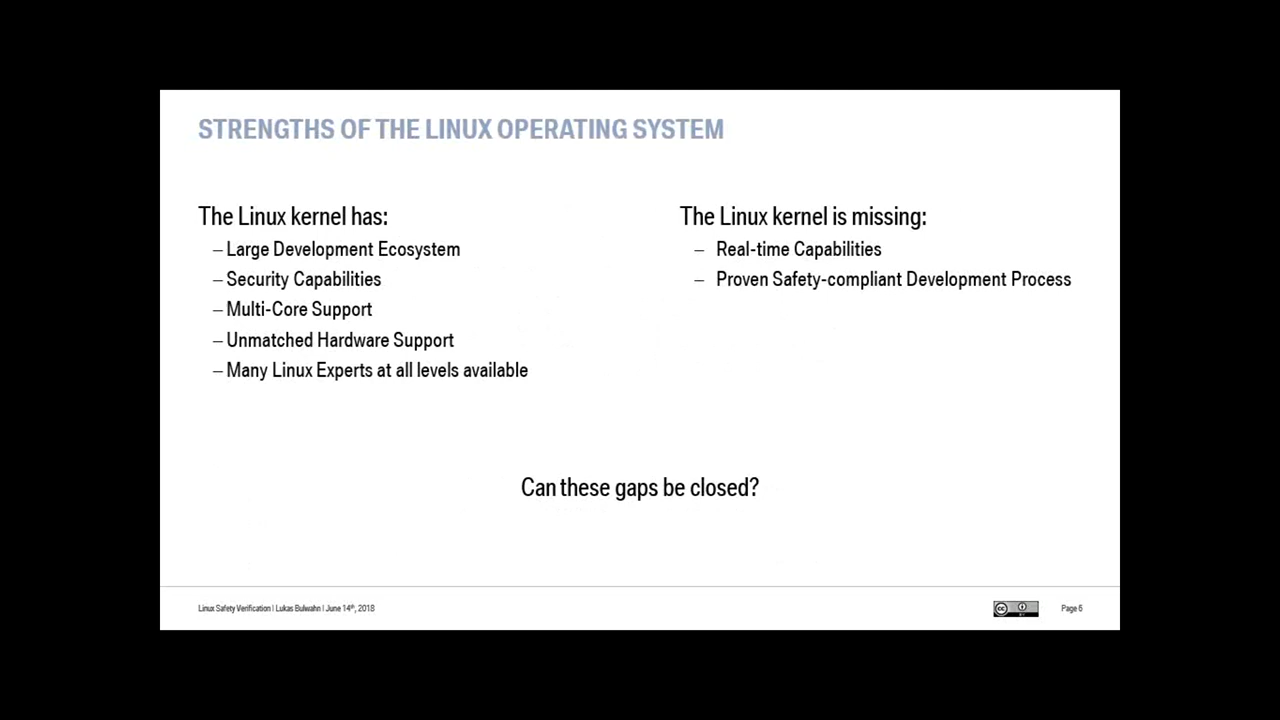 STRENGTHS OF THE LINUX OPERATING SYSTEM
The Linux kernel has:
– Large Development Ecosystem
– Security Capabilities
– Multi-Core Support
– Unmatched Hardware Support
– Many Linux Experts at all levels available
The Linux kernel is missing:
– Real-time Capabilities
– Proven Safety-compliant Development Process
Can these gaps be closed?
Linux Safety Verification | Lukas Bulwahn | June 14th, 2018
cc BY
Page 6